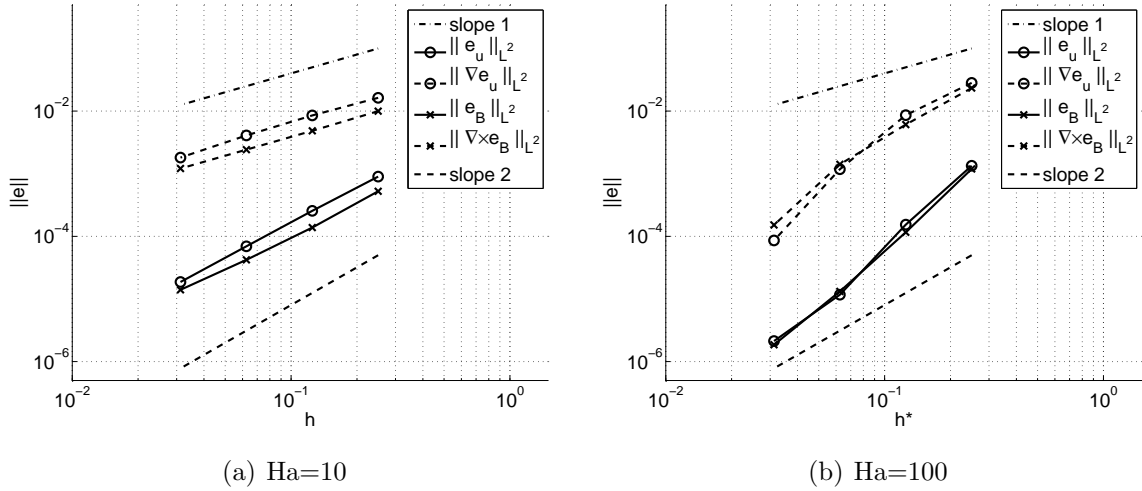 slope 1
|| e_u ||_{L^2}
|| ∇e_u ||_{L^2}
|| e_B ||_{L^2}
|| ∇×e_B ||_{L^2}
slope 2
||e||
10^{-2}
10^{-4}
10^{-6}
10^{-2}
10^{-1}
10^0
h
(a) Ha=10
slope 1
|| e_u ||_{L^2}
|| ∇e_u ||_{L^2}
|| e_B ||_{L^2}
|| ∇×e_B ||_{L^2}
slope 2
||e||
10^{-2}
10^{-4}
10^{-6}
10^{-2}
10^{-1}
10^0
h*
(b) Ha=100